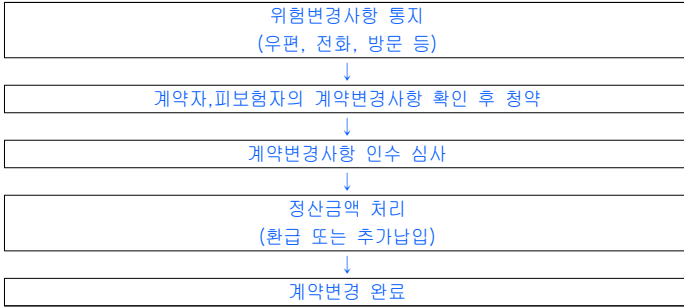 위험변경사항 통지
(우편, 전화, 방문 등)
↓
계약자,피보험자의 계약변경사항 확인 후 청약
↓
계약변경사항 인수 심사
↓
정산금액 처리
(환급 또는 추가납입)
↓
계약변경 완료